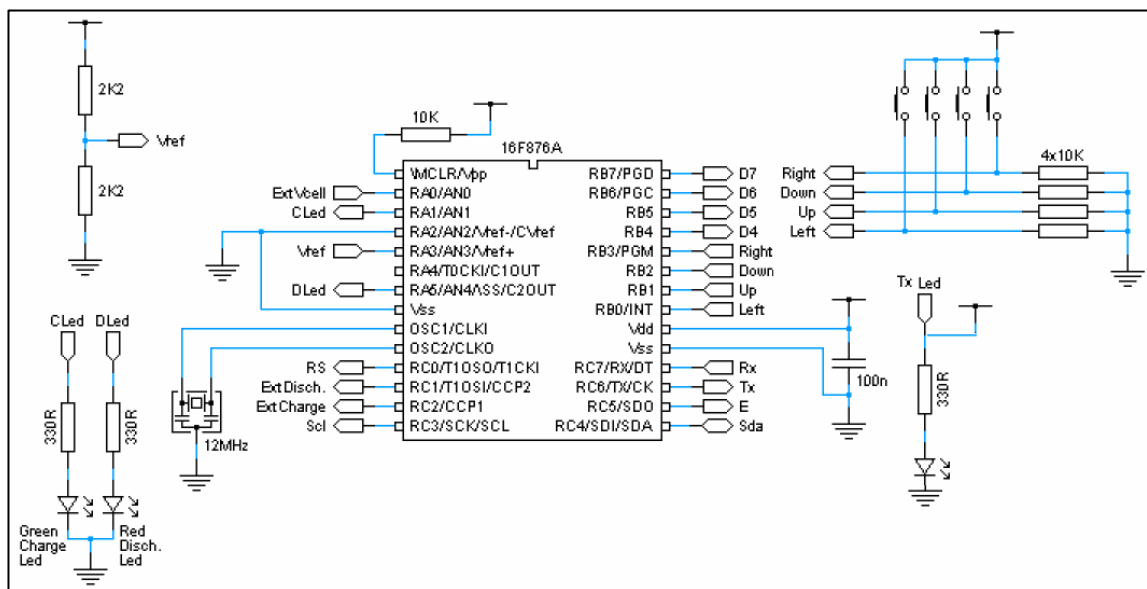 2K2
Vref
2K2
10K
16F876A
\MCLR/Vpp
RA0/AN0
RA1/AN1
RA2/AN2/Vref-/CVref
RA3/AN3/Vref+
RA4/T0CKI/C1OUT
RA5/AN4/\SS/C2OUT
Vss
OSC1/CLKI
OSC2/CLKO
RC0/T1OSO/T1CKI
RC1/T1OSI/CCP2
RC2/CCP1
RC3/SCK/SCL
RB7/PGD
RB6/PGC
RB5
RB4
RB3/PGM
RB2
RB1
RB0/INT
Vdd
Vss
RC7/RX/DT
RC6/TX/CK
RC5/SDO
RC4/SDI/SDA
ExtVcell
CLed
Vref
DLed
RS
ExtDisch.
ExtCharge
Scl
12MHz
D7
D6
D5
D4
Right
Down
Up
Left
Rx
Tx
E
Sda
100n
4x10K
Right
Down
Up
Left
Tx Led
330R
CLed DLed
330R
330R
Green
Charge
Led
Red
Disch.
Led